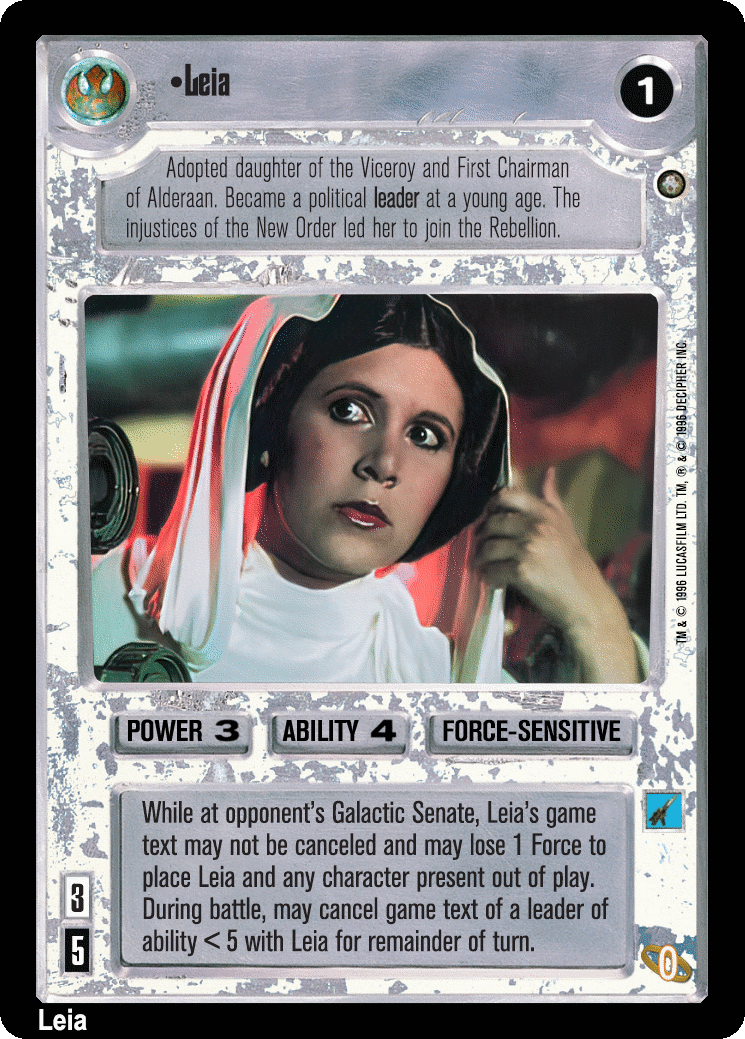 •Leia
1
Adopted daughter of the Viceroy and First Chairman
of Alderaan. Became a political leader at a young age. The
injustices of the New Order led her to join the Rebellion.
TM & © 1996 LUCASFILM LTD. TM, ® & © 1996 DECIPHER INC.
POWER 3
ABILITY 4
FORCE-SENSITIVE
While at opponent's Galactic Senate, Leia's game
text may not be canceled and may lose 1 Force to
place Leia and any character present out of play.
During battle, may cancel game text of a leader of
ability < 5 with Leia for remainder of turn.
3
5
0
Leia